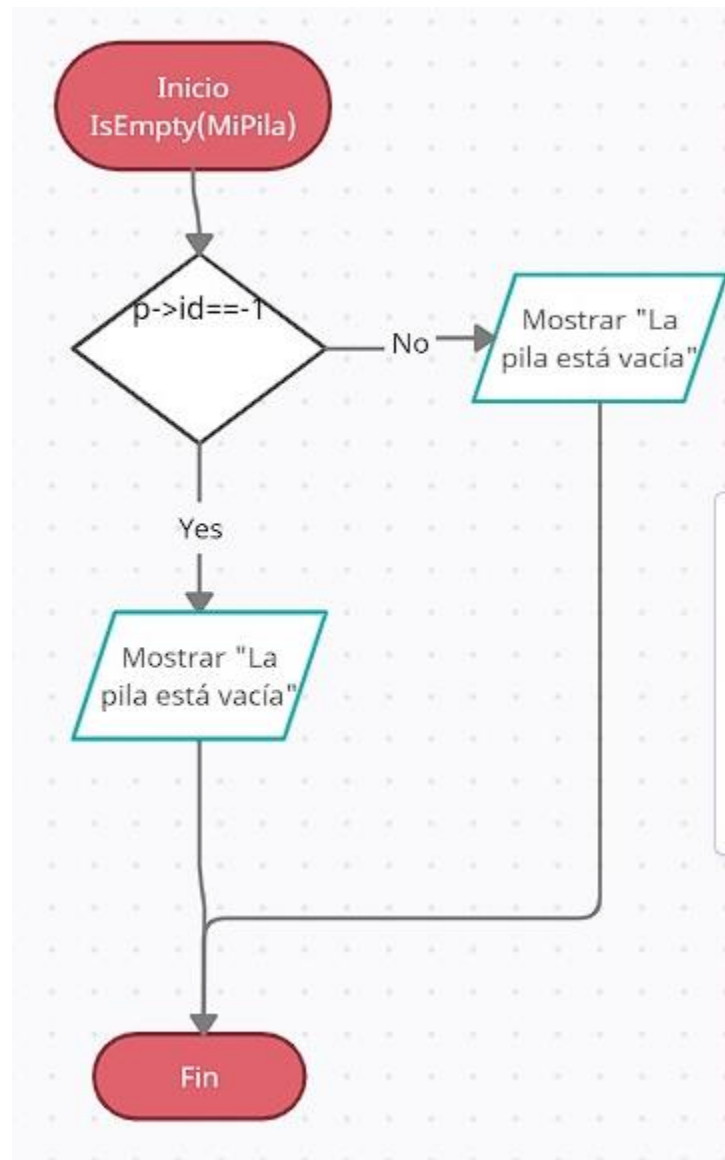 Inicio
IsEmpty(MiPila)
p->id==-1
No
Mostrar "La
pila está vacía"
Yes
Mostrar "La
pila está vacía"
Fin